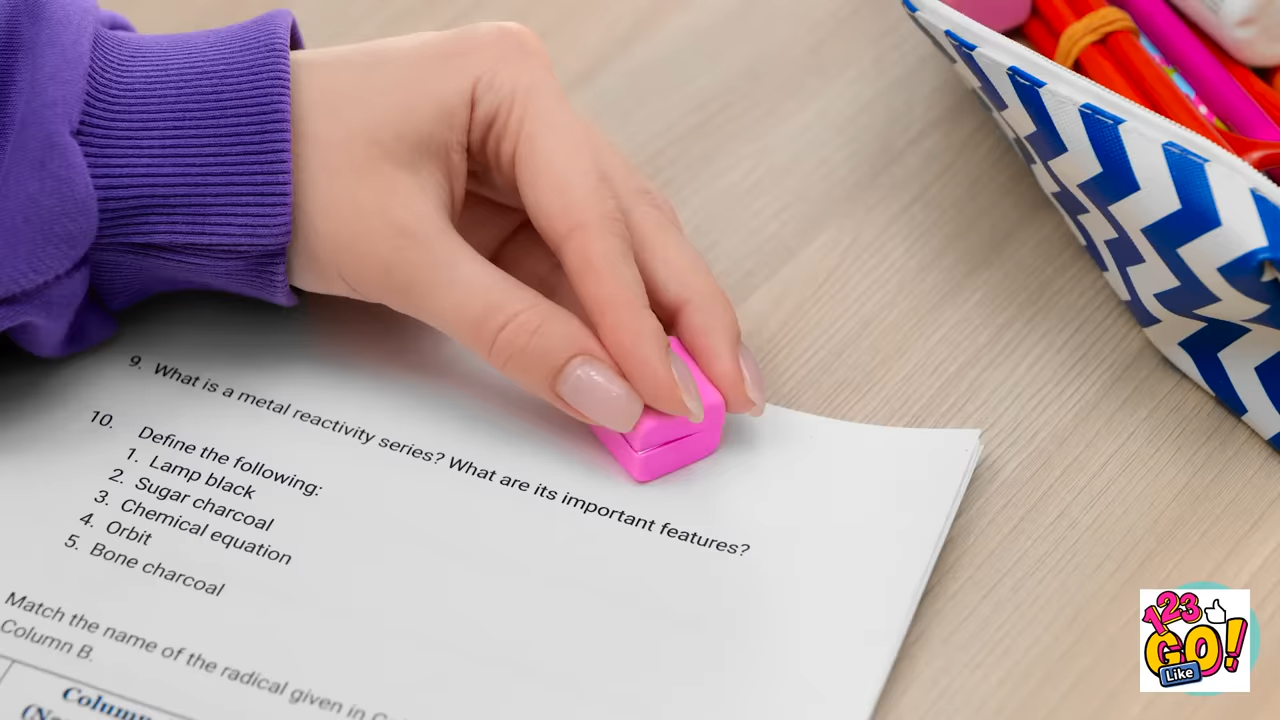 9. What is a metal reactivity series? What are its important features?
10. Define the following:
1. Lamp black
2. Sugar charcoal
3. Chemical equation
4. Orbit
5. Bone charcoal
Match the name of the radical given in
Column B.
Column
123
GO!
Like